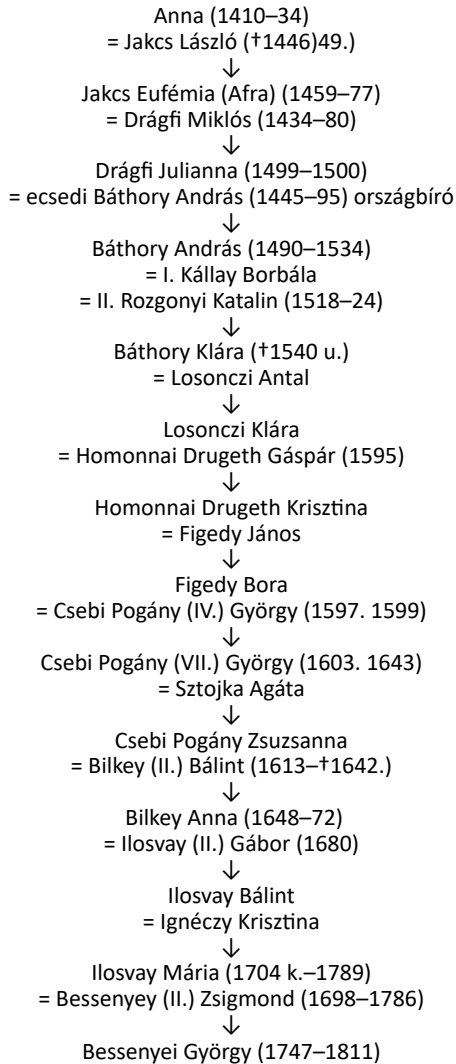 Anna (1410–34)
= Jakcs László (†1446)49.)
↓
Jakcs Eufémia (Afra) (1459–77)
= Drágfi Miklós (1434–80)
↓
Drágfi Julianna (1499–1500)
= ecsedi Báthory András (1445–95) országbíró
↓
Báthory András (1490–1534)
= I. Kállay Borbála
= II. Rozgonyi Katalin (1518–24)
↓
Báthory Klára (†1540 u.)
= Losonczi Antal
↓
Losonczi Klára
= Homonnai Drugeth Gáspár (1595)
↓
Homonnai Drugeth Krisztina
= Figedy János
↓
Figedy Bora
= Csebi Pogány (IV.) György (1597. 1599)
↓
Csebi Pogány (VII.) György (1603. 1643)
= Sztojka Agáta
↓
Csebi Pogány Zsuzsanna
= Bilkey (II.) Bálint (1613–†1642.)
↓
Bilkey Anna (1648–72)
= Ilosvay (II.) Gábor (1680)
↓
Ilosvay Bálint
= Ignéczy Krisztina
↓
Ilosvay Mária (1704 k.–1789)
= Bessenyey (II.) Zsigmond (1698–1786)
↓
Bessenyei György (1747–1811)